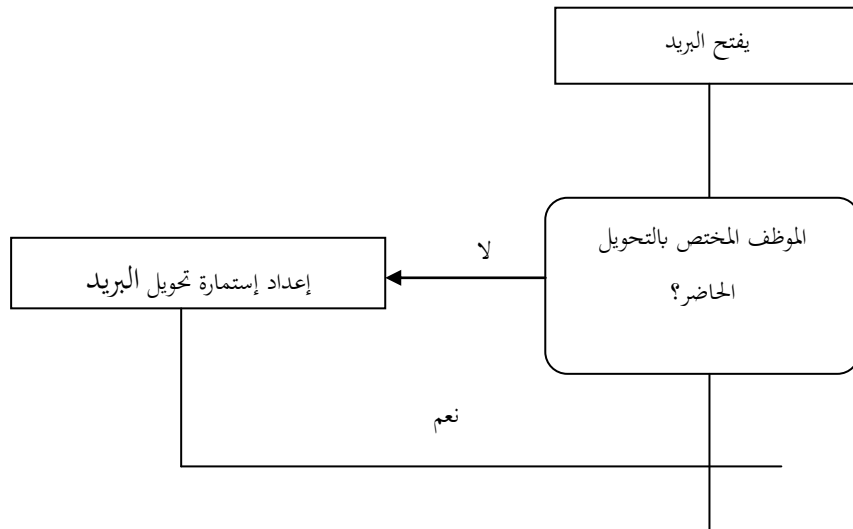 يفتح البريد
الموظف المختص بالتحويل
الحاضر؟
لا
إعداد إستمارة تحويل البريد
نعم